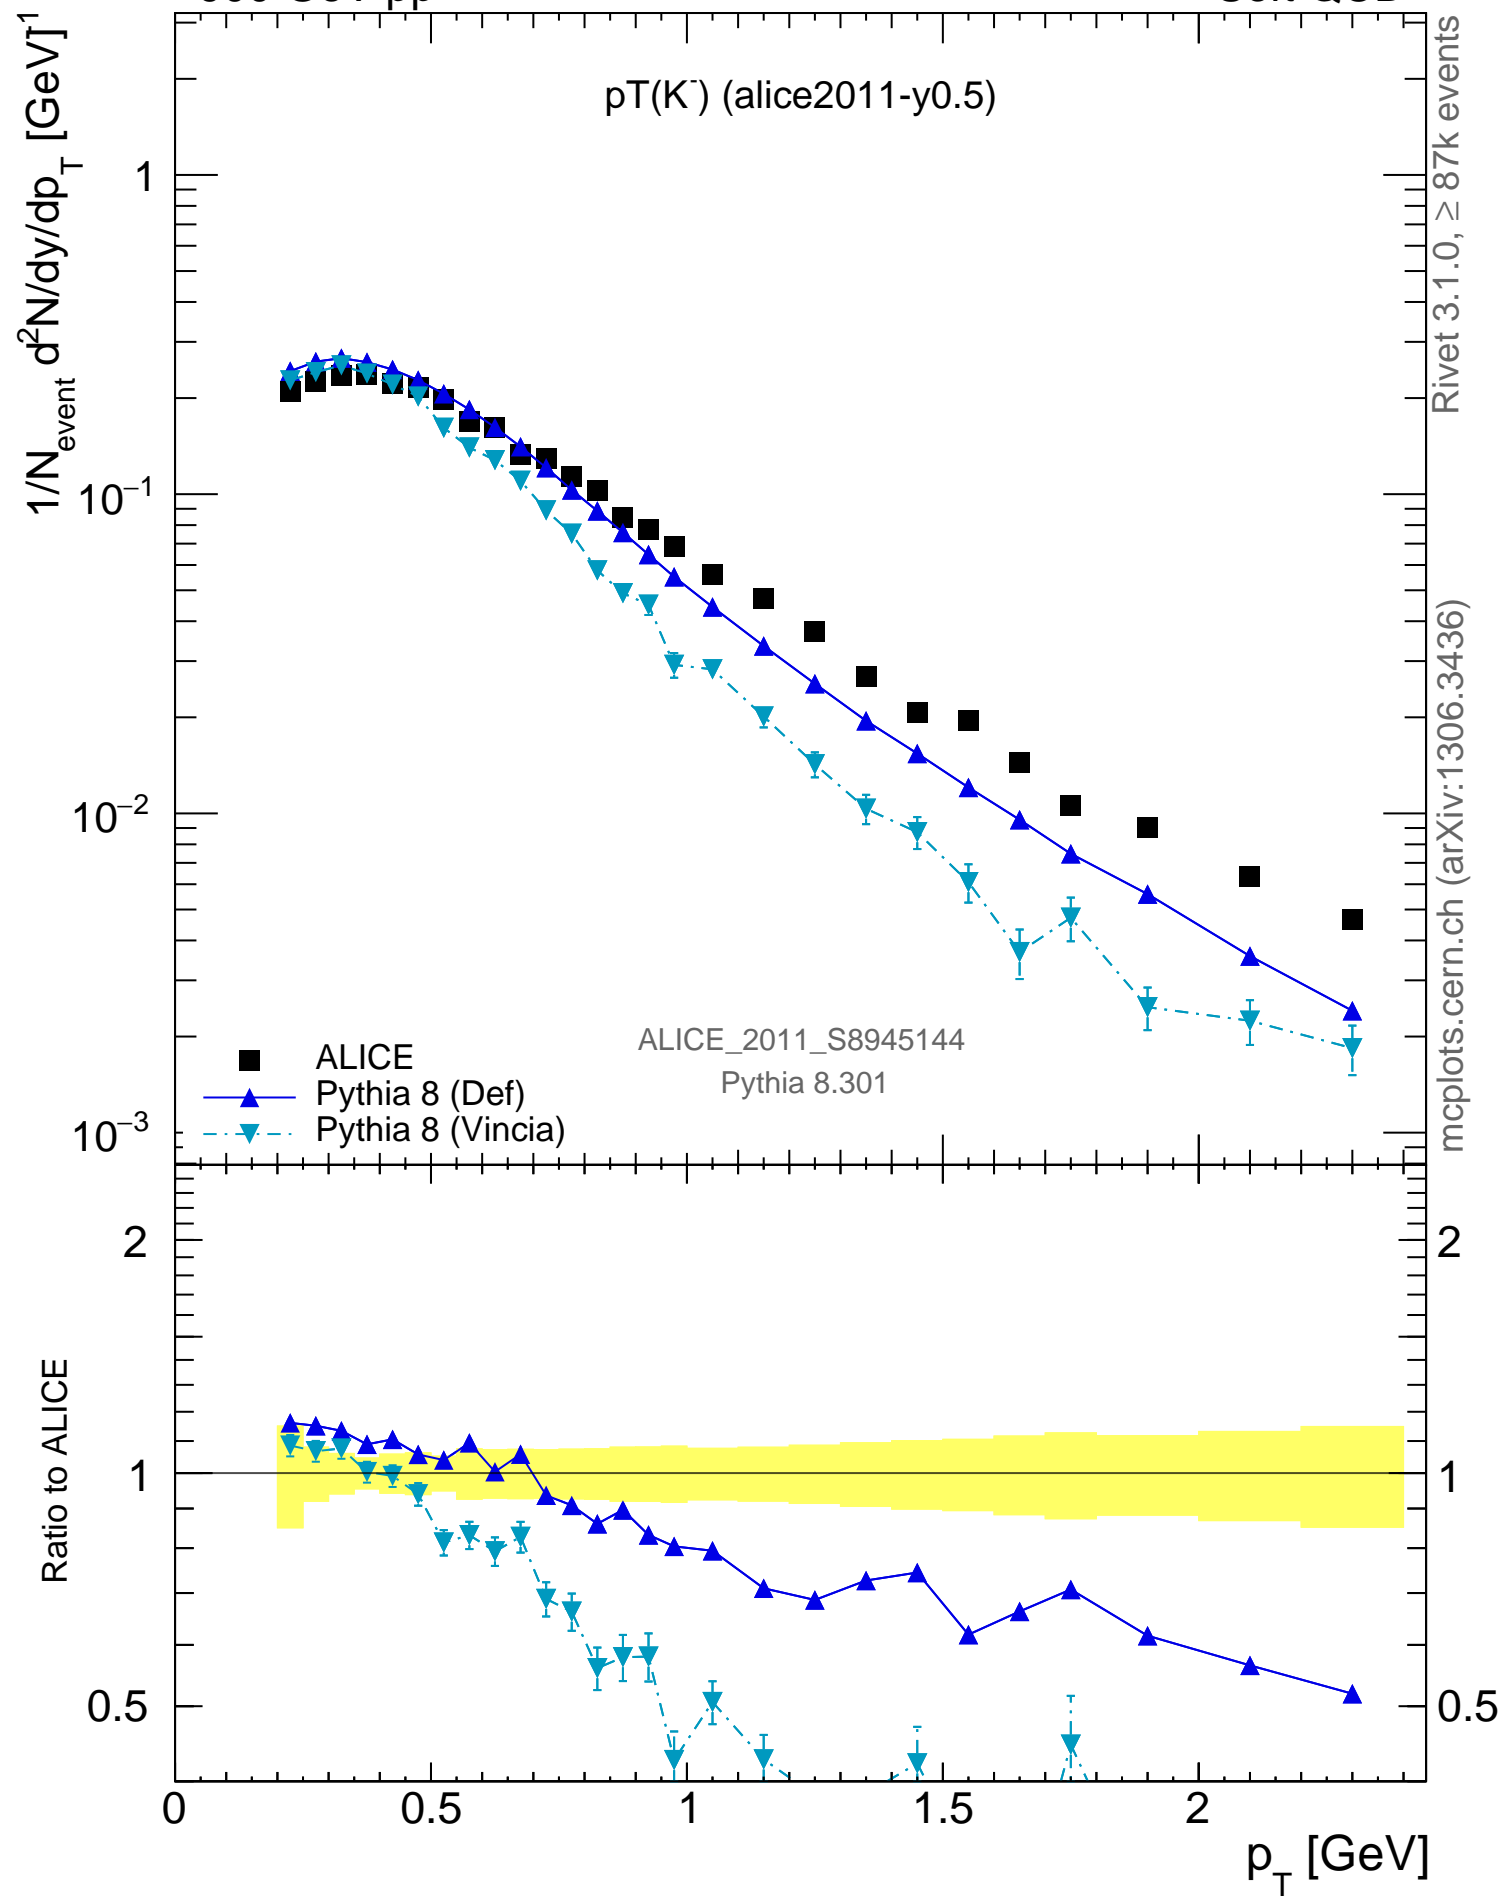 pT(K⁻) (alice2011-y0.5)
1/N_event d²N/dy/dp_T [GeV]⁻¹
1
10⁻¹
10⁻²
10⁻³
ALICE
Pythia 8 (Def)
Pythia 8 (Vincia)
ALICE_2011_S8945144
Pythia 8.301
Rivet 3.1.0, ≥ 87k events
mcplots.cern.ch (arXiv:1306.3436)
Ratio to ALICE
2
1
0.5
2
1
0.5
0
0.5
1
1.5
2
p_T [GeV]